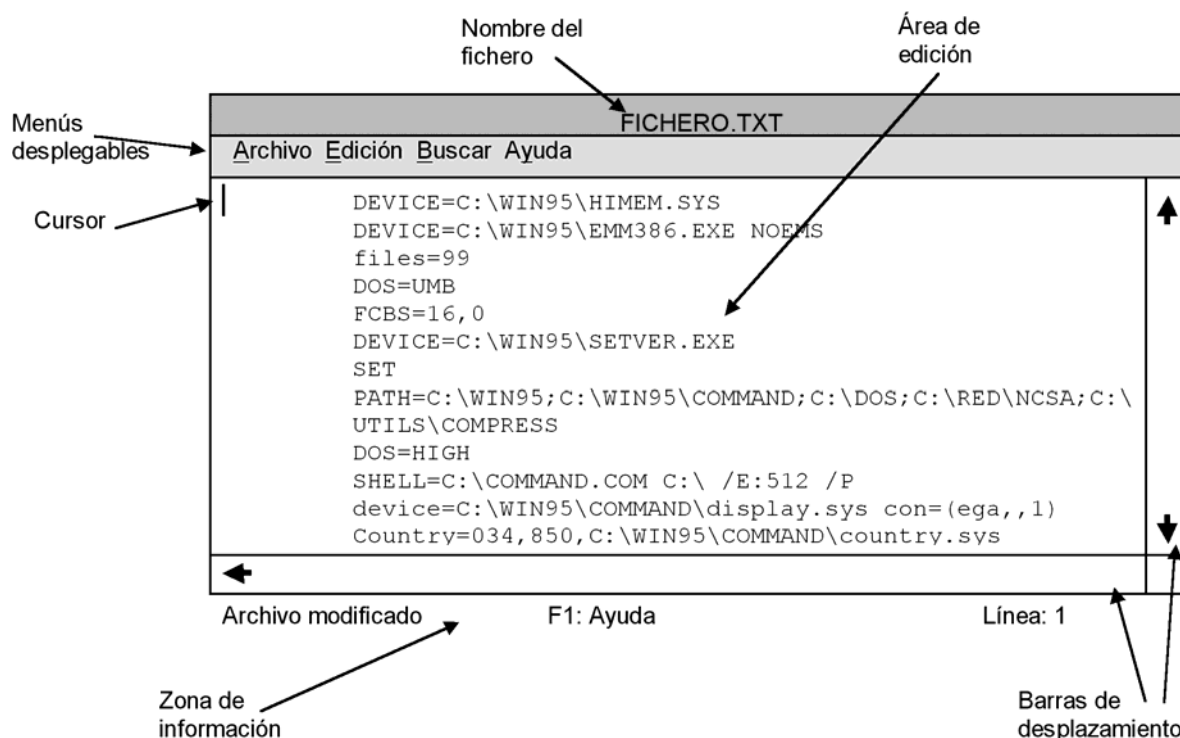 Nombre del
fichero
Área de
edición
FICHERO.TXT
Menús
desplegables
Archivo Edición Buscar Ayuda
Cursor
DEVICE=C:\WIN95\HIMEM.SYS
DEVICE=C:\WIN95\EMM386.EXE NOEMS
files=99
DOS=UMB
FCBS=16,0
DEVICE=C:\WIN95\SETVER.EXE
SET
PATH=C:\WIN95;C:\WIN95\COMMAND;C:\DOS;C:\RED\NCSA;C:\
UTILS\COMPRESS
DOS=HIGH
SHELL=C:\COMMAND.COM C:\ /E:512 /P
device=C:\WIN95\COMMAND\display.sys con=(ega,,1)
Country=034,850,C:\WIN95\COMMAND\country.sys
Archivo modificado F1: Ayuda Línea: 1
Zona de
información
Barras de
desplazamiento